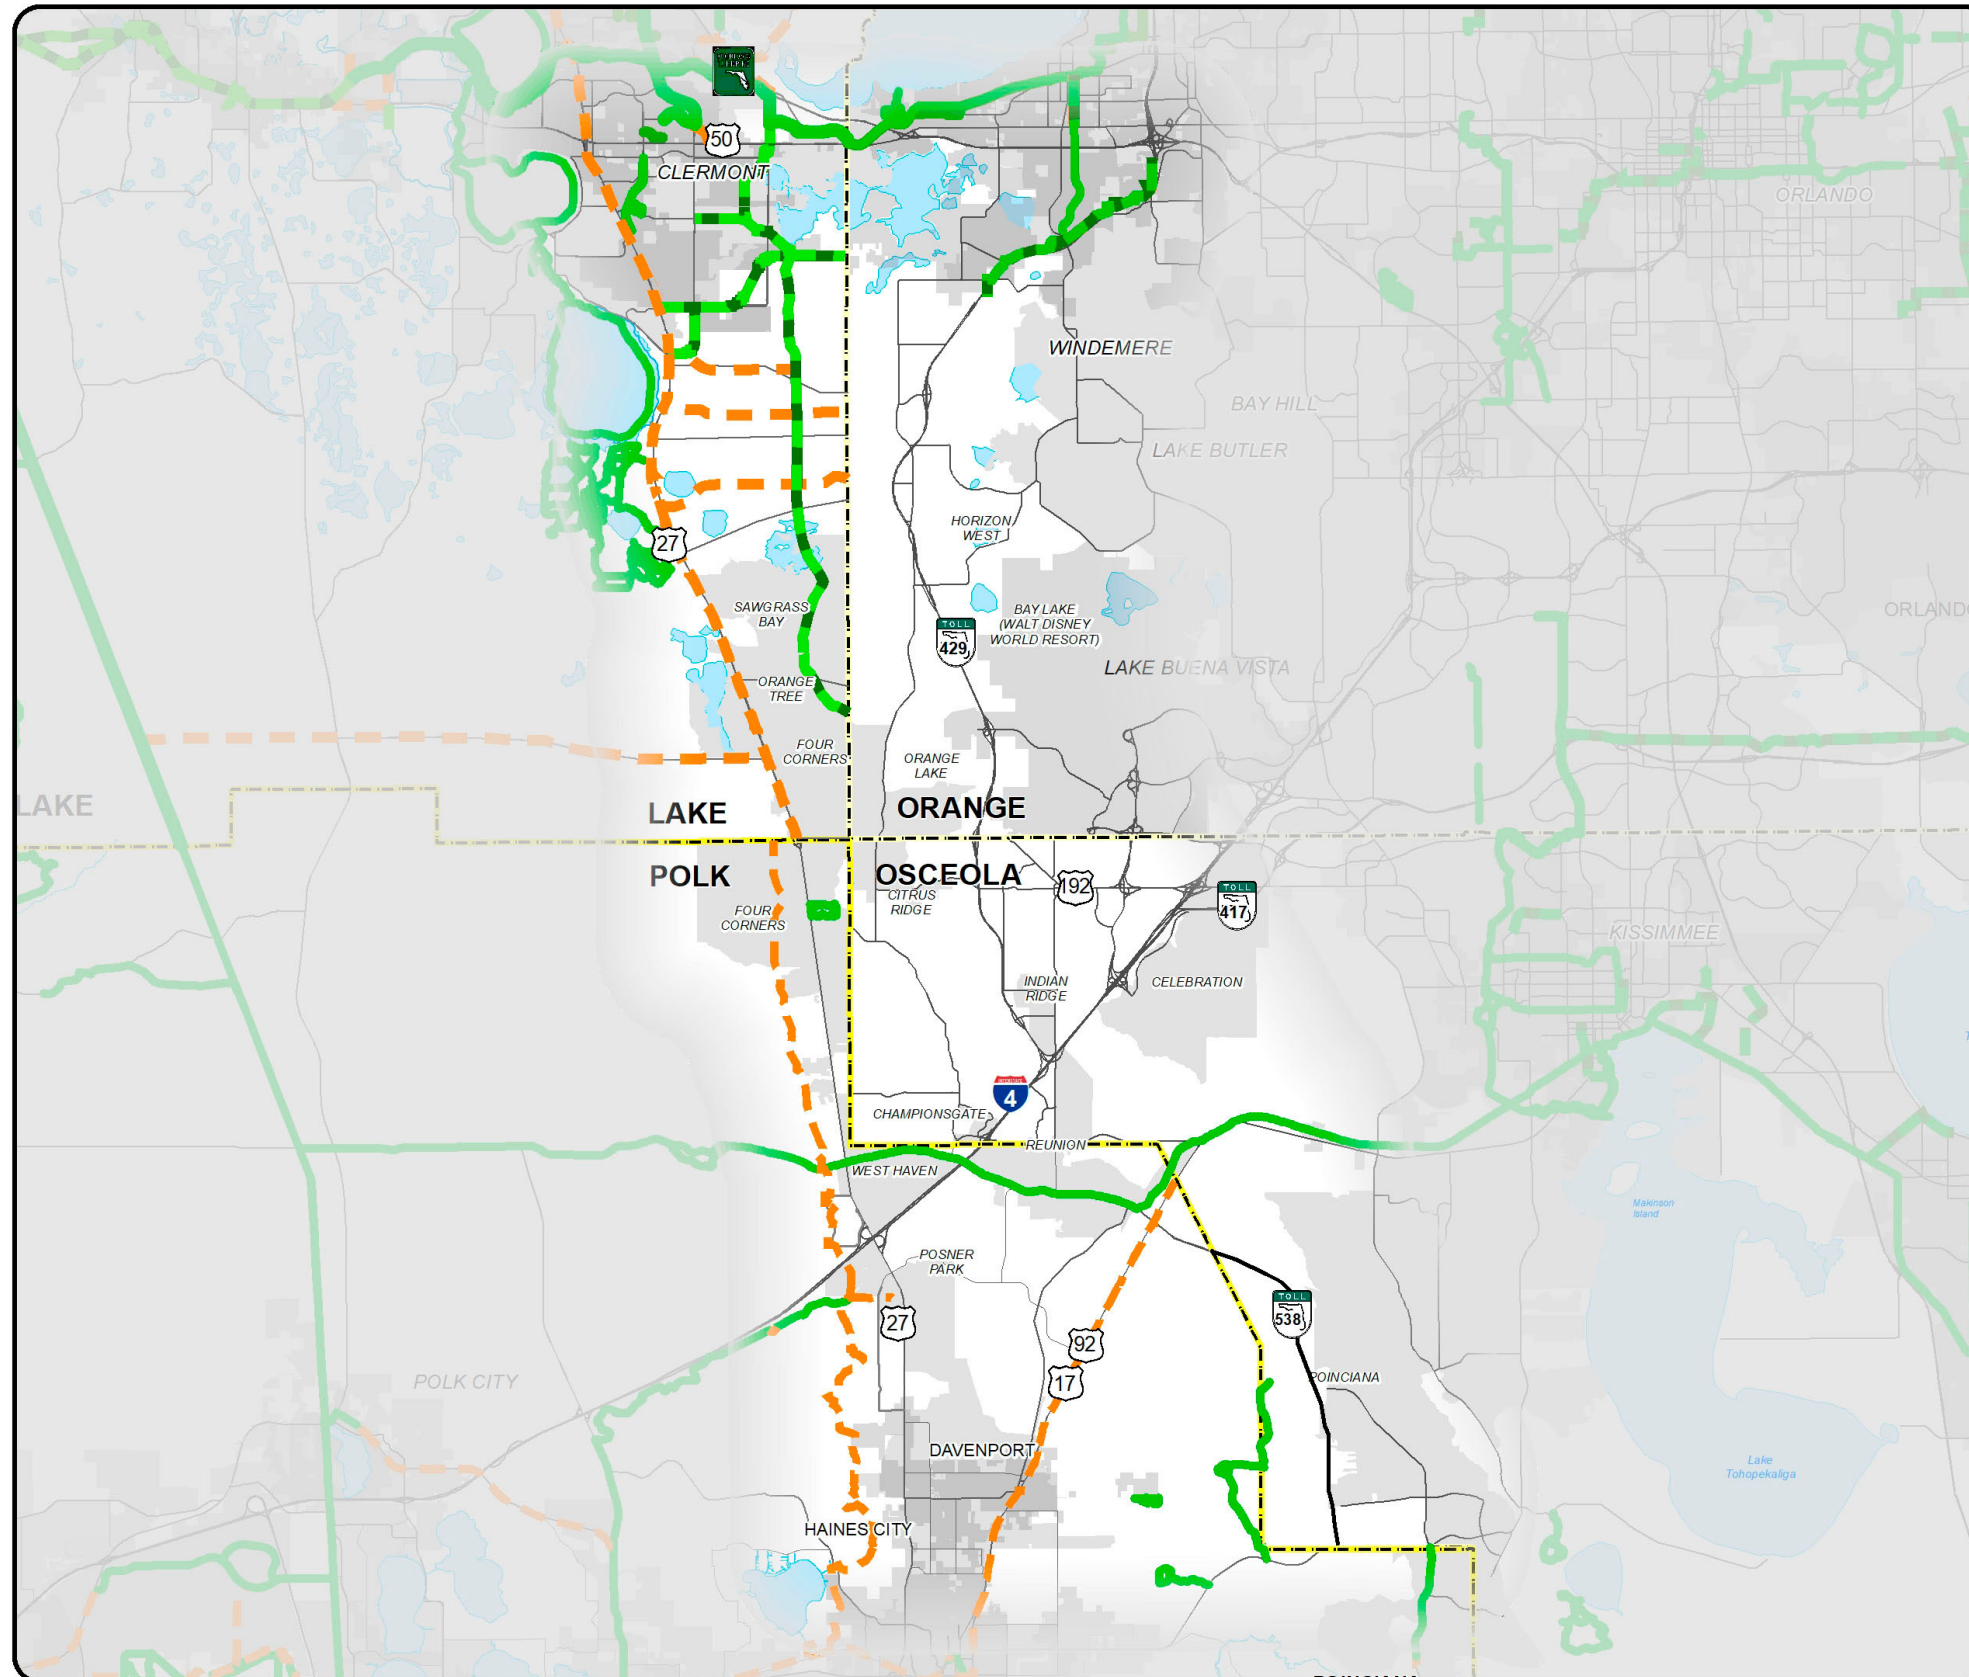 50
CLERMONT
ORLANDO
WINDEMERE
BAY HILL
LAKE BUTLER
27
HORIZON
WEST
SAWGRASS
BAY
BAY LAKE
(WALT DISNEY
WORLD RESORT)
TOLL
429
LAKE BUENA VISTA
ORANGE
TREE
FOUR
CORNERS
ORANGE
LAKE
LAKE
LAKE
ORANGE
POLK
OSCEOLA
CITRUS
RIDGE
192
TOLL
417
FOUR
CORNERS
KISSIMMEE
INDIAN
RIDGE
CELEBRATION
4
CHAMPIONSGATE
REUNION
WEST HAVEN
Makinson
Island
POSNER
PARK
27
TOLL
538
92
17
POLK CITY
POINCIANA
DAVENPORT
Lake
Tohopekaliga
HAINES CITY